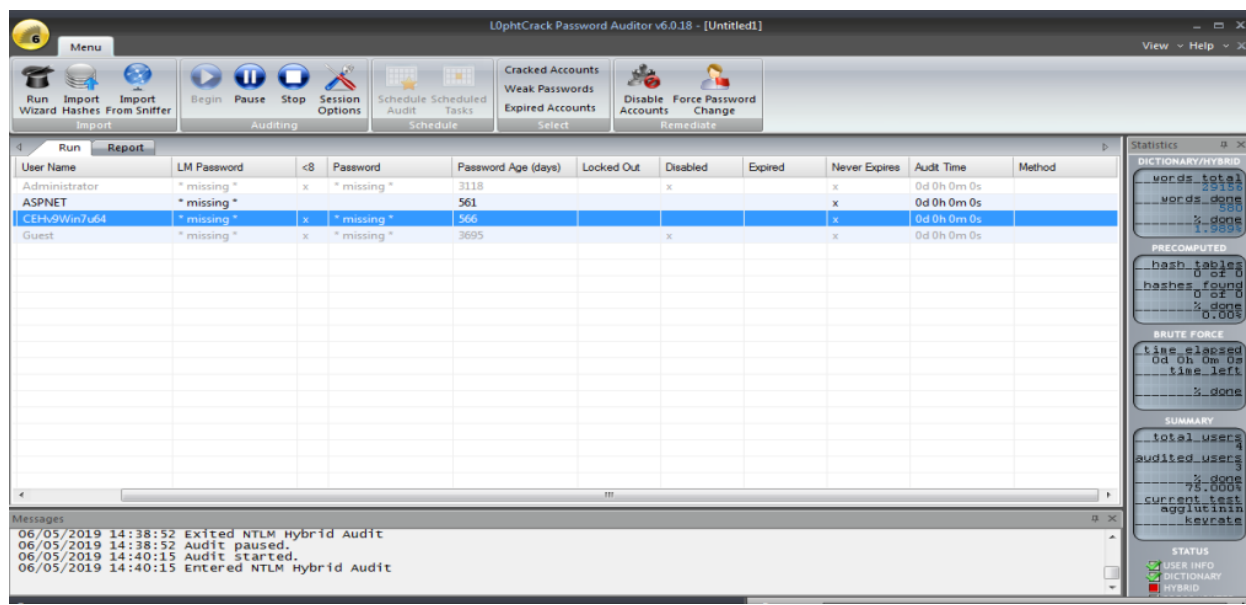 L0phtCrack Password Auditor v6.0.18 - [Untitled1]
6
Menu
View
Help
Run Wizard
Import Hashes
Import From Sniffer
Import
Begin
Pause
Stop
Session Options
Auditing
Schedule Audit
Scheduled Tasks
Schedule
Cracked Accounts
Weak Passwords
Expired Accounts
Select
Disable Accounts
Force Password Change
Remediate
Run
Report
User Name LM Password <8 Password Password Age (days) Locked Out Disabled Expired Never Expires Audit Time Method
Administrator * missing * x * missing * 3118 x x 0d 0h 0m 0s
ASPNET * missing * 561 x 0d 0h 0m 0s
CEHv9Win7u64 * missing * x * missing * 566 x 0d 0h 0m 0s
Guest * missing * x * missing * 3695 x x 0d 0h 0m 0s
Messages
06/05/2019 14:38:52 Exited NTLM Hybrid Audit
06/05/2019 14:38:52 Audit paused.
06/05/2019 14:40:15 Audit started.
06/05/2019 14:40:15 Entered NTLM Hybrid Audit
Statistics
DICTIONARY/HYBRID
words total
29156
words done
580
% done
1.989%
PRECOMPUTED
hash tables
0 of 0
hashes found
0 of 0
% done
0.00%
BRUTE FORCE
time elapsed
0d 0h 0m 0s
time left
% done
SUMMARY
total users
4
audited users
3
% done
75.000%
current test
agglutinin
keyrate
STATUS
USER INFO
DICTIONARY
HYBRID